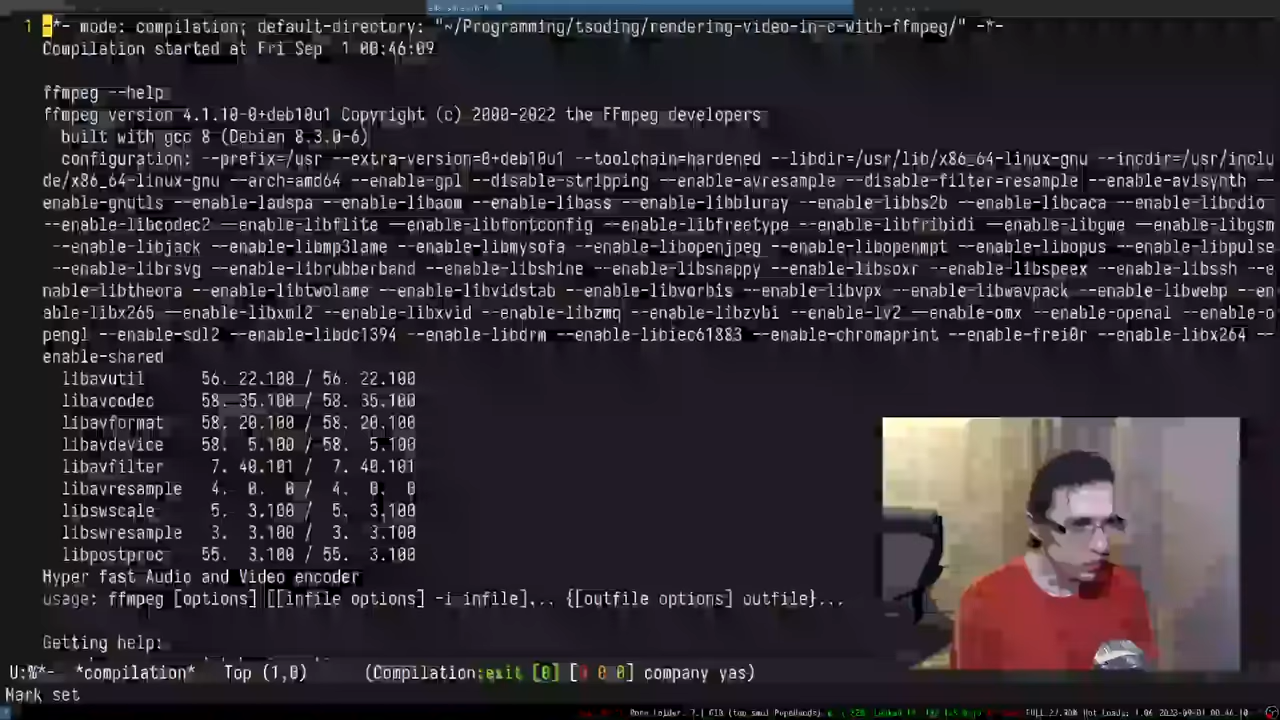 1 -*- mode: compilation; default-directory: "~/Programming/tsoding/rendering-video-in-c-with-ffmpeg/" -*-
Compilation started at Fri Sep  1 00:46:09
ffmpeg --help
ffmpeg version 4.1.10-0+deb10u1 Copyright (c) 2000-2022 the FFmpeg developers
built with gcc 8 (Debian 8.3.0-6)
configuration: --prefix=/usr --extra-version=0+deb10u1 --toolchain=hardened --libdir=/usr/lib/x86_64-linux-gnu --incdir=/usr/inclu
de/x86_64-linux-gnu --arch=amd64 --enable-gpl --disable-stripping --enable-avresample --disable-filter=resample --enable-avisynth --
enable-gnutls --enable-ladspa --enable-libaom --enable-libass --enable-libbluray --enable-libbs2b --enable-libcaca --enable-libcdio
--enable-libcodec2 --enable-libflite --enable-libfontconfig --enable-libfreetype --enable-libfribidi --enable-libgme --enable-libgsm
--enable-libjack --enable-libmp3lame --enable-libmysofa --enable-libopenjpeg --enable-libopenmpt --enable-libopus --enable-libpulse
--enable-librsvg --enable-librubberband --enable-libshine --enable-libsnappy --enable-libsoxr --enable-libspeex --enable-libssh --e
nable-libtheora --enable-libtwolame --enable-libvidstab --enable-libvorbis --enable-libvpx --enable-libwavpack --enable-libwebp --en
able-libx265 --enable-libxml2 --enable-libxvid --enable-libzmq --enable-libzvbi --enable-lv2 --enable-omx --enable-openal --enable-o
pengl --enable-sdl2 --enable-libdc1394 --enable-libdrm --enable-libiec61883 --enable-chromaprint --enable-frei0r --enable-libx264 --
enable-shared
libavutil      56. 22.100 / 56. 22.100
libavcodec     58. 35.100 / 58. 35.100
libavformat    58. 20.100 / 58. 20.100
libavdevice    58.  5.100 / 58.  5.100
libavfilter     7. 40.101 /  7. 40.101
libavresample   4.  0.  0 /  4.  0.  0
libswscale      5.  3.100 /  5.  3.100
libswresample   3.  3.100 /  3.  3.100
libpostproc    55.  3.100 / 55.  3.100
Hyper fast Audio and Video encoder
usage: ffmpeg [options] [[infile options] -i infile]... {[outfile options] outfile}...
Getting help:
U:%*-  *compilation*   Top (1,0)      (Compilation:exit [0] [ 0 0] company yas)
Mark set